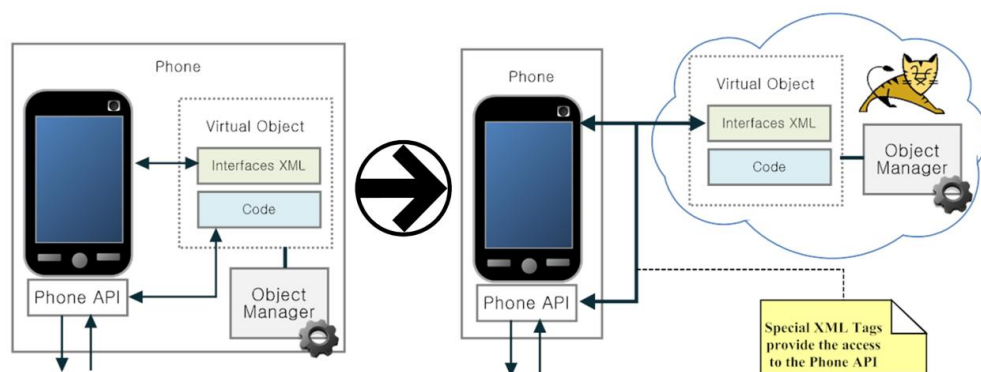 Phone
Virtual Object
Interfaces XML
Code
Phone API
Object
Manager
Phone
Phone API
Virtual Object
Interfaces XML
Code
Object
Manager
Special XML Tags
provide the access
to the Phone API